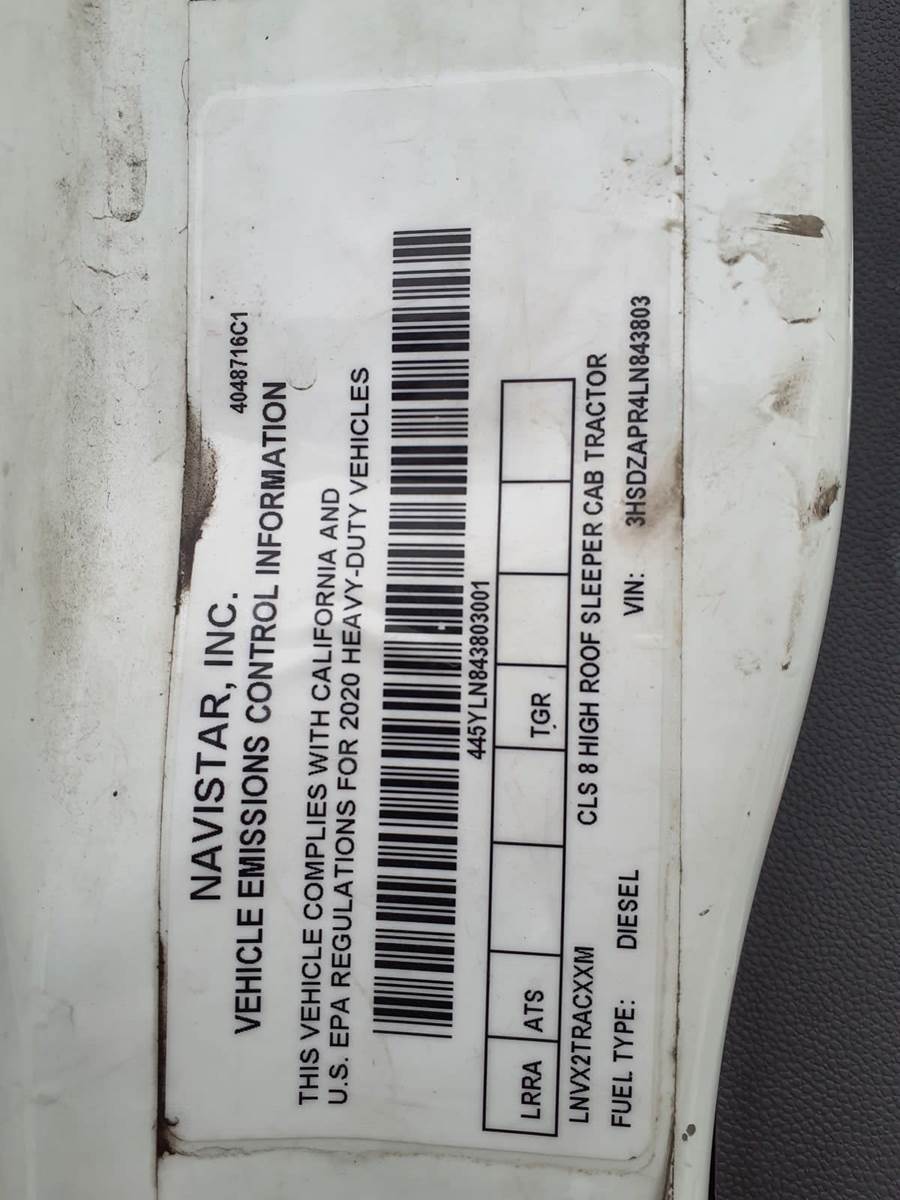 4048716C1
NAVISTAR, INC.
VEHICLE EMISSIONS CONTROL INFORMATION
THIS VEHICLE COMPLIES WITH CALIFORNIA AND
U.S. EPA REGULATIONS FOR 2020 HEAVY-DUTY VEHICLES
445YLN843803001
LRRA ATS TGR
LNVX2TRACXXM CLS 8 HIGH ROOF SLEEPER CAB TRACTOR
FUEL TYPE: DIESEL VIN: 3HSDZAPR4LN843803